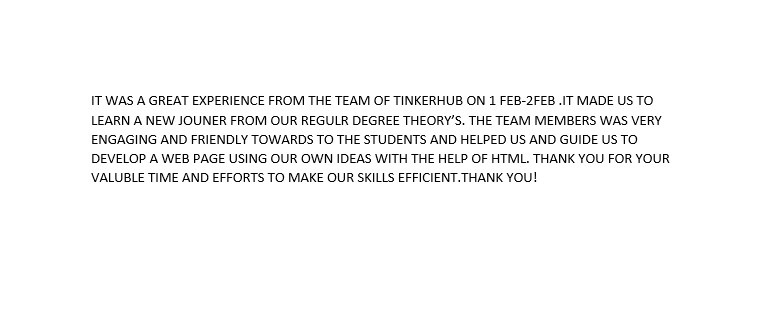 IT WAS A GREAT EXPERIENCE FROM THE TEAM OF TINKERHUB ON 1 FEB-2FEB .IT MADE US TO
LEARN A NEW JOUNER FROM OUR REGULR DEGREE THEORY’S. THE TEAM MEMBERS WAS VERY
ENGAGING AND FRIENDLY TOWARDS TO THE STUDENTS AND HELPED US AND GUIDE US TO
DEVELOP A WEB PAGE USING OUR OWN IDEAS WITH THE HELP OF HTML. THANK YOU FOR YOUR
VALUBLE TIME AND EFFORTS TO MAKE OUR SKILLS EFFICIENT.THANK YOU!